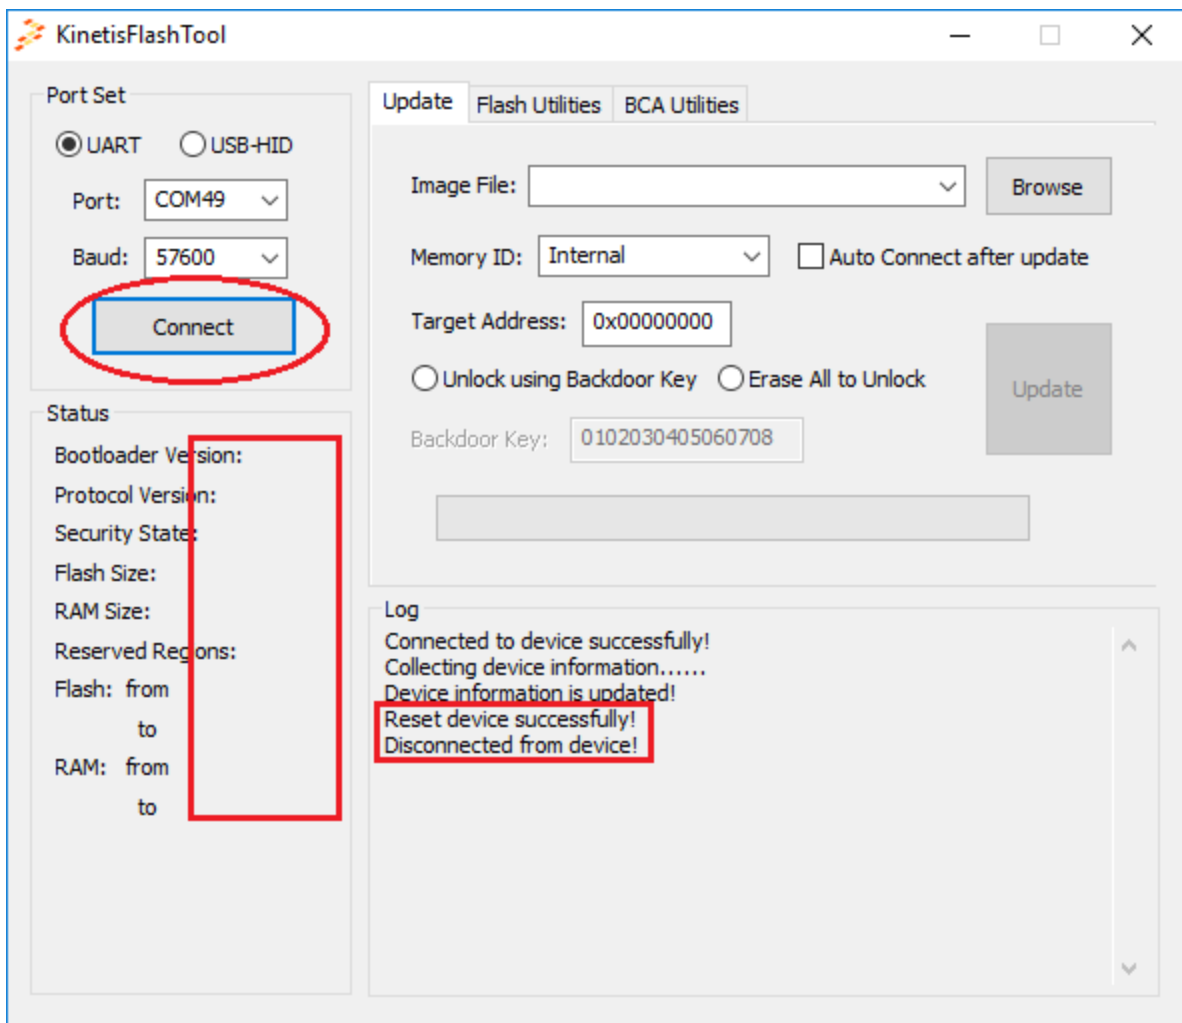 KinetisFlashTool
Port Set
UART USB-HID
Port: COM49
Baud: 57600
Connect
Status
Bootloader Version:
Protocol Version:
Security State:
Flash Size:
RAM Size:
Reserved Regions:
Flash: from
to
RAM: from
to
Update Flash Utilities BCA Utilities
Image File: Browse
Memory ID: Internal Auto Connect after update
Target Address: 0x00000000
Unlock using Backdoor Key Erase All to Unlock
Update
Backdoor Key: 0102030405060708
Log
Connected to device successfully!
Collecting device information......
Device information is updated!
Reset device successfully!
Disconnected from device!